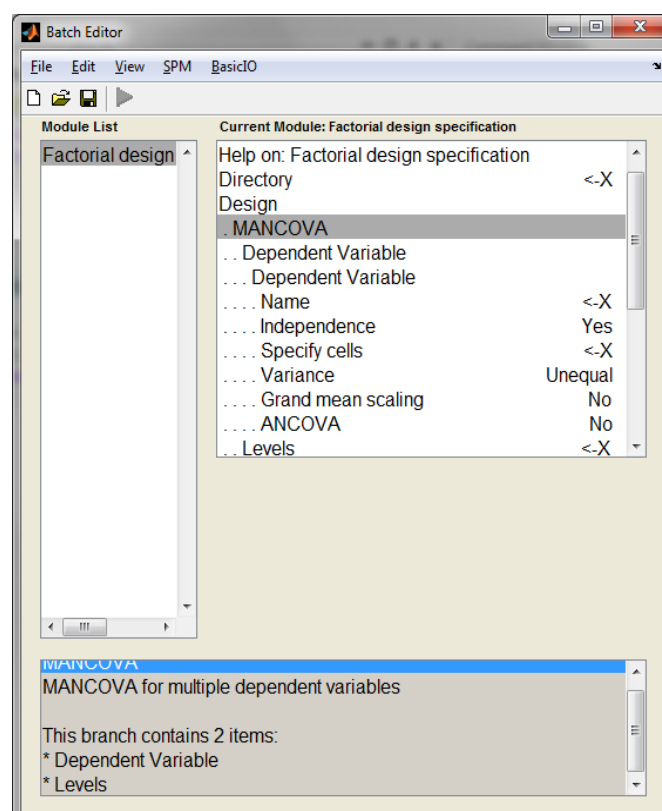 Batch Editor
File Edit View SPM BasicIO
Module List
Factorial design
Current Module: Factorial design specification
Help on: Factorial design specification
Directory <-X
Design
. MANCOVA
. . Dependent Variable
. . . Dependent Variable
. . . . Name <-X
. . . . Independence Yes
. . . . Specify cells <-X
. . . . Variance Unequal
. . . . Grand mean scaling No
. . . . ANCOVA No
. . Levels <-X
MANCOVA
MANCOVA for multiple dependent variables
This branch contains 2 items:
* Dependent Variable
* Levels